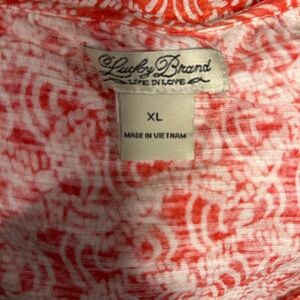 Lucky Brand
LIVE IN LOVE
XL
MADE IN VIETNAM